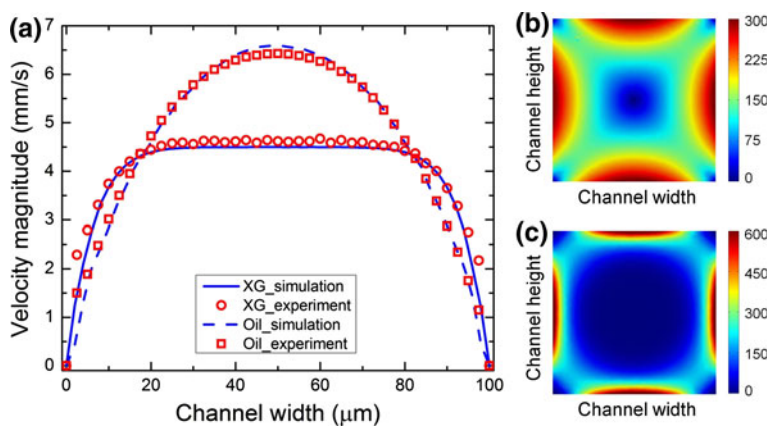 (a)
Velocity magnitude (mm/s)
7
6
5
4
3
2
1
0
XG_simulation
XG_experiment
Oil_simulation
Oil_experiment
0 20 40 60 80 100
Channel width (µm)
(b)
Channel height
Channel width
300
225
150
75
0
(c)
Channel height
Channel width
600
450
300
150
0